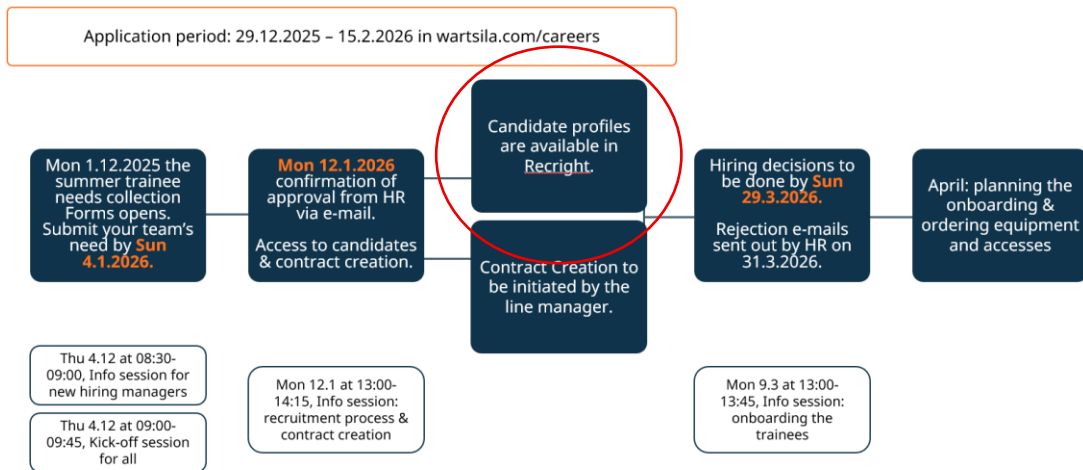 Application period: 29.12.2025 – 15.2.2026 in wartsila.com/careers
Mon 1.12.2025 the
summer trainee
needs collection
Forms opens.
Submit your team's
need by Sun
4.1.2026.
Mon 12.1.2026
confirmation of
approval from HR
via e-mail.
Access to candidates
& contract creation.
Candidate profiles
are available in
Recright.
Contract Creation to
be initiated by the
line manager.
Hiring decisions to
be done by Sun
29.3.2026.
Rejection e-mails
sent out by HR on
31.3.2026.
April: planning the
onboarding &
ordering equipment
and accesses
Thu 4.12 at 08:30-
09:00, Info session for
new hiring managers
Thu 4.12 at 09:00-
09:45, Kick-off session
for all
Mon 12.1 at 13:00-
14:15, Info session:
recruitment process &
contract creation
Mon 9.3 at 13:00-
13:45, Info session:
onboarding the
trainees